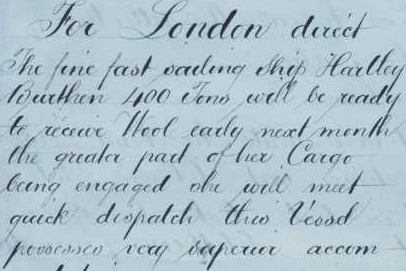 For London direct
The fine fast sailing Ship Hartley
Burthen 400 Tons will be ready
to receive Wool early next month
the greater part of her Cargo
being engaged she will meet
quick dispatch this Vessel
possesses very superior accom